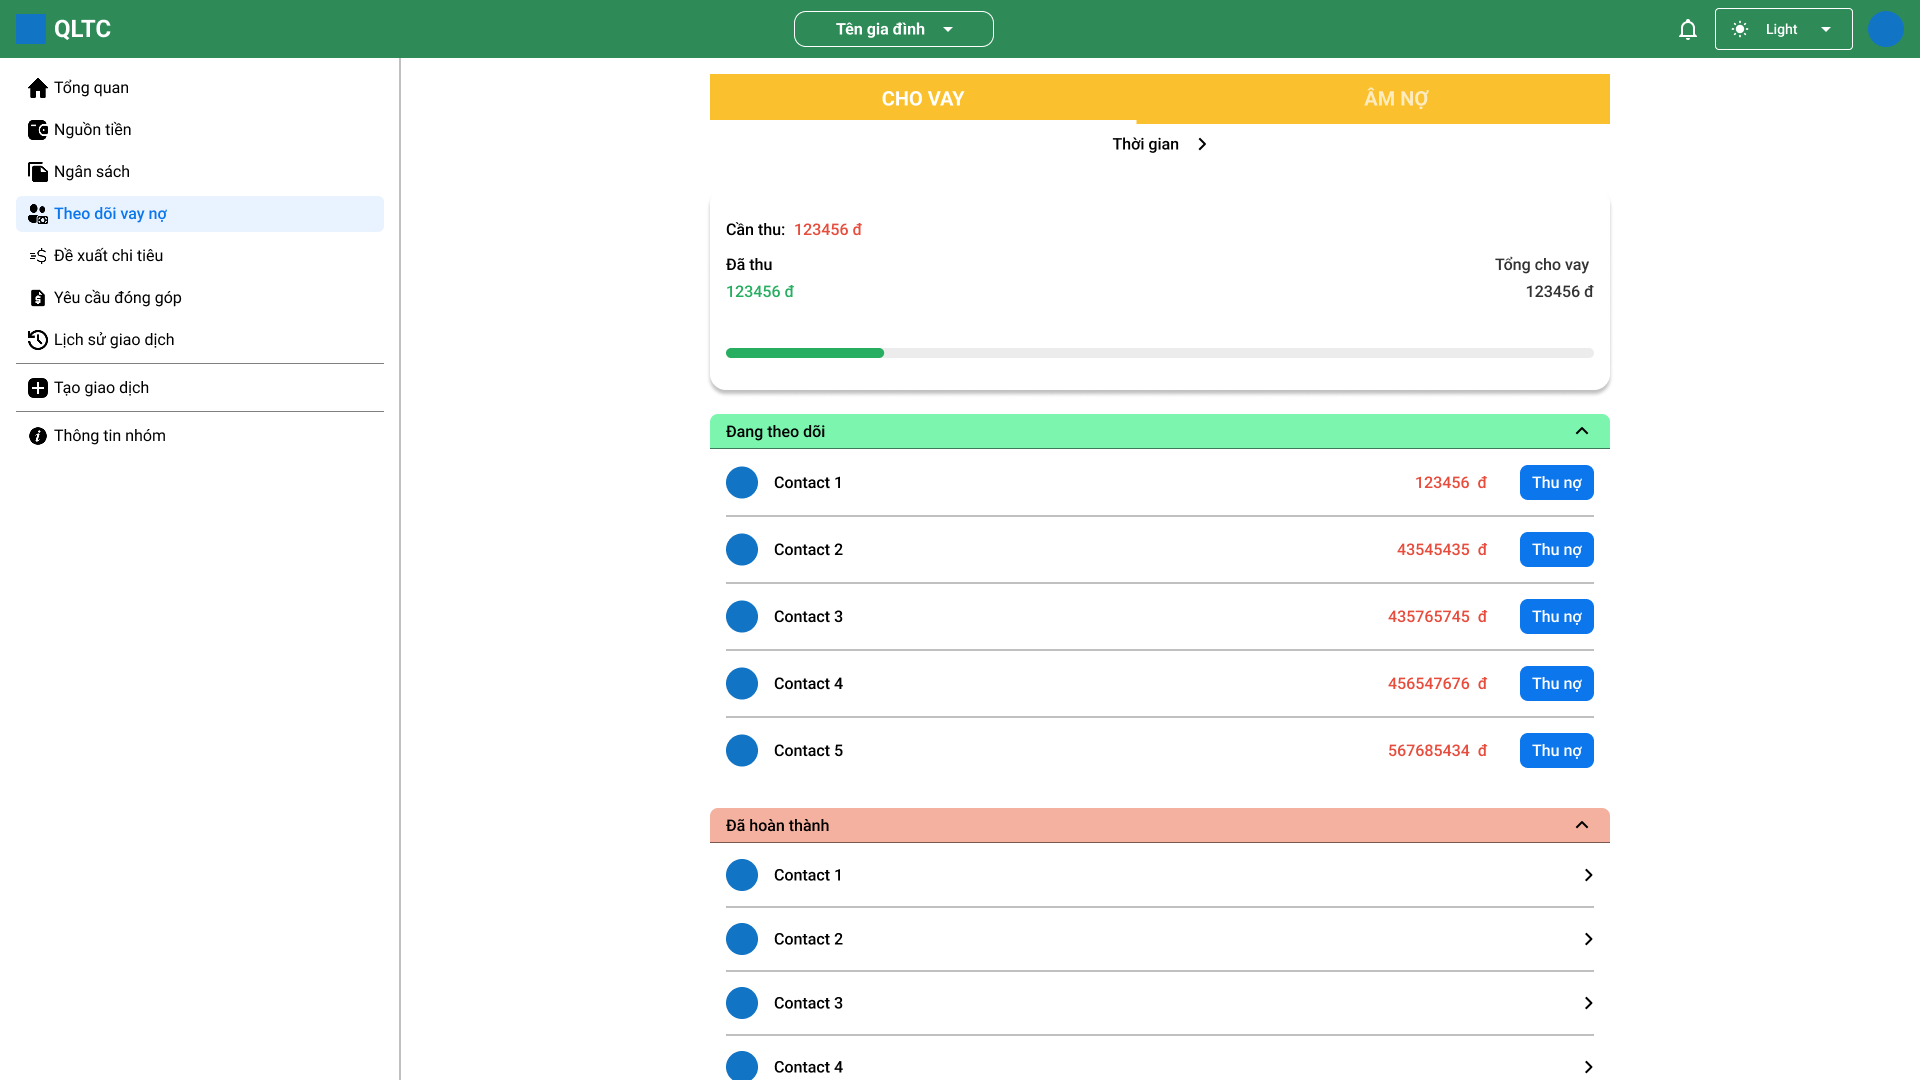 QLTC
Tên gia đình
Light
Tổng quan
Nguồn tiền
Ngân sách
Theo dõi vay nợ
Đề xuất chi tiêu
Yêu cầu đóng góp
Lịch sử giao dịch
Tạo giao dịch
Thông tin nhóm
CHO VAY
ÂM NỢ
Thời gian
Cần thu: 123456 đ
Đã thu
Tổng cho vay
123456 đ
123456 đ
Đang theo dõi
Contact 1 123456 đ Thu nợ
Contact 2 43545435 đ Thu nợ
Contact 3 435765745 đ Thu nợ
Contact 4 456547676 đ Thu nợ
Contact 5 567685434 đ Thu nợ
Đã hoàn thành
Contact 1
Contact 2
Contact 3
Contact 4